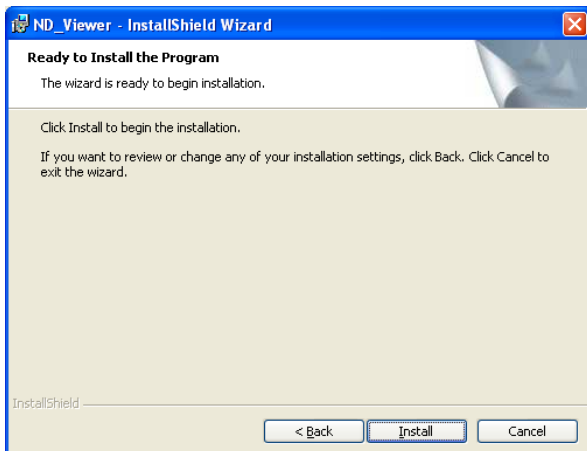 ND_Viewer - InstallShield Wizard
Ready to Install the Program
The wizard is ready to begin installation.
Click Install to begin the installation.
If you want to review or change any of your installation settings, click Back. Click Cancel to
exit the wizard.
InstallShield
< Back
Install
Cancel